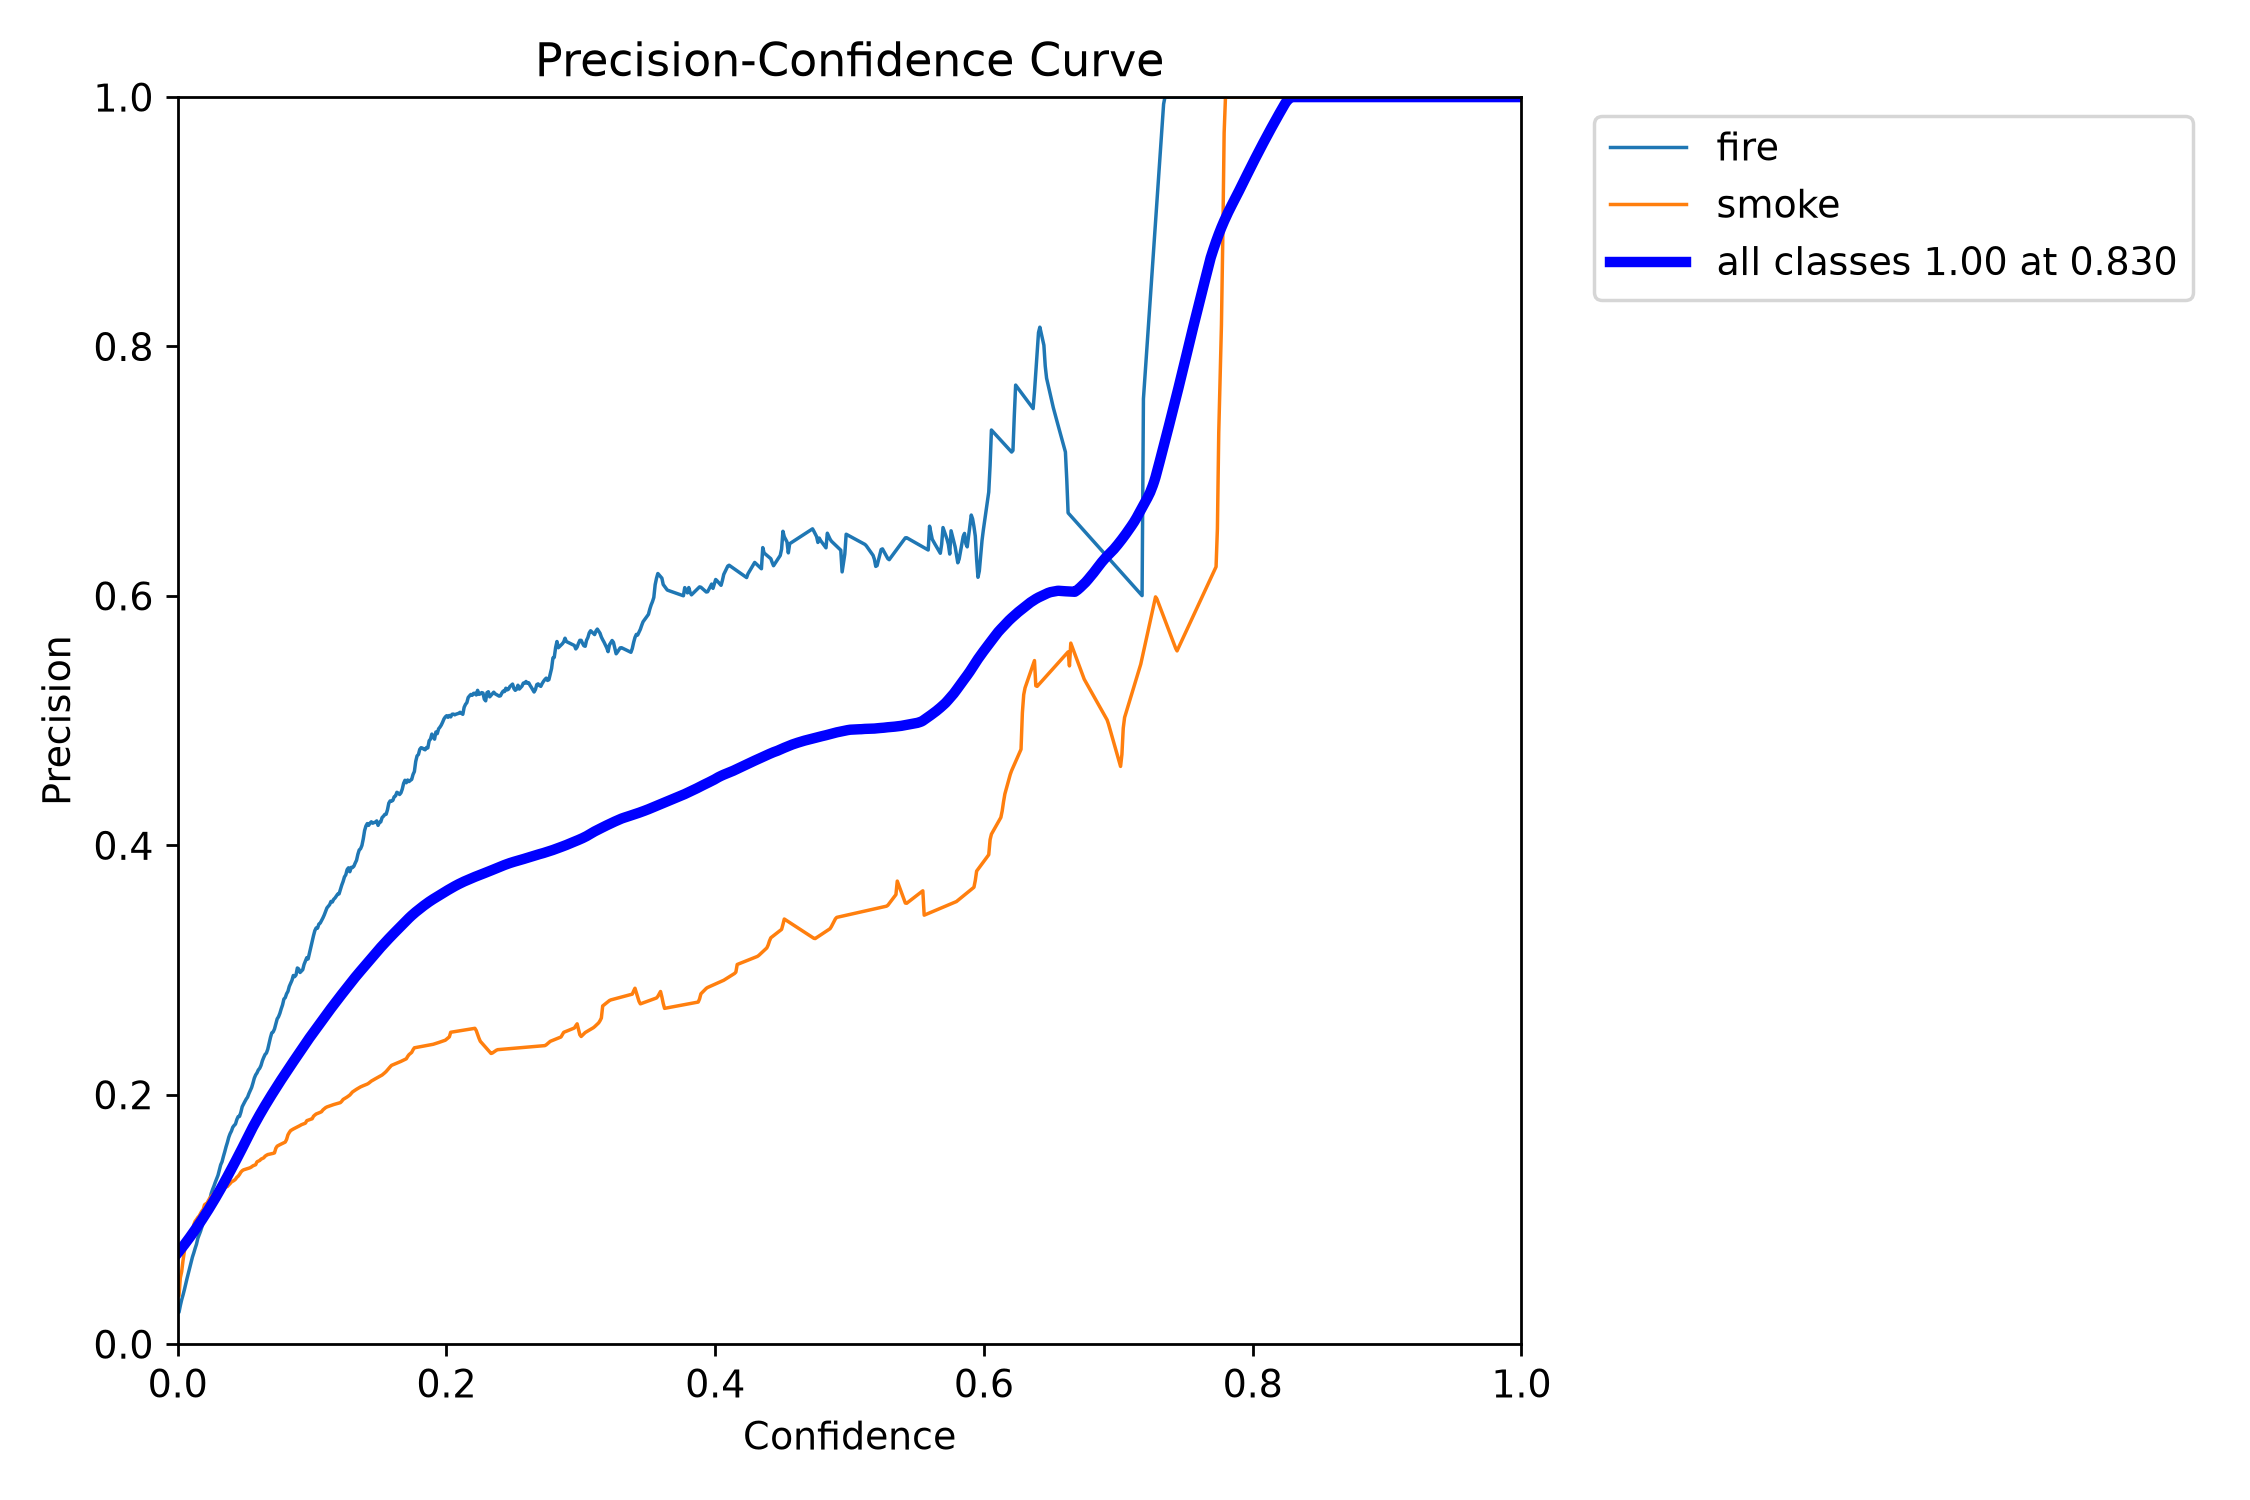 Precision-Confidence Curve
1.0
0.8
0.6
0.4
0.2
0.0
Precision
0.0 0.2 0.4 0.6 0.8 1.0
Confidence
fire
smoke
all classes 1.00 at 0.830